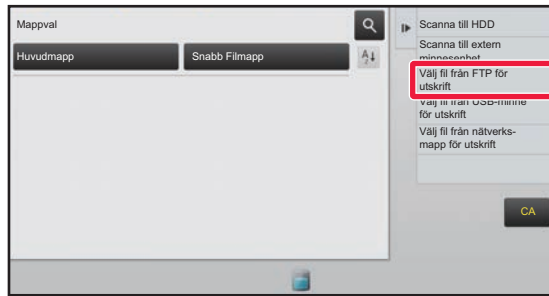 Mappval
Huvudmapp
Snabb Filmapp
Scanna till HDD
Scanna till extern
minnesenhet
Välj fil från FTP för
utskrift
Välj fil från USB-minne
för utskrift
Välj fil från nätverks-
mapp för utskrift
CA